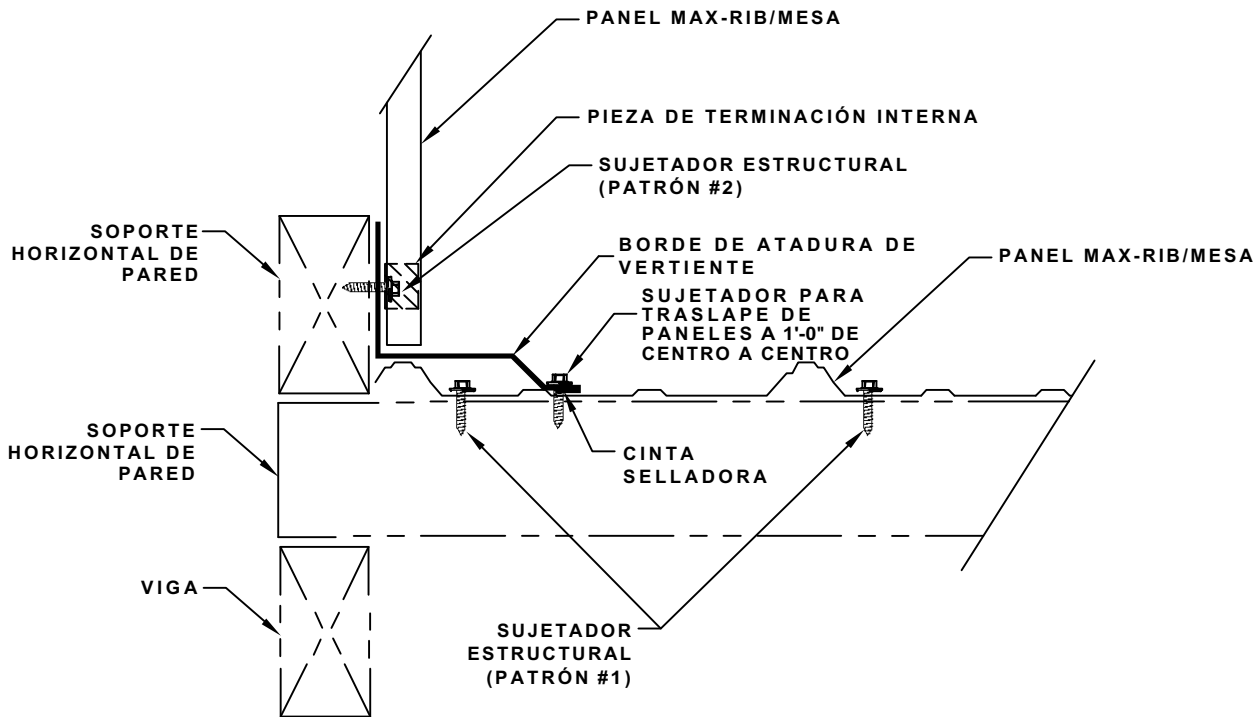 PANEL MAX-RIB/MESA
PIEZA DE TERMINACIÓN INTERNA
SUJETADOR ESTRUCTURAL
(PATRÓN #2)
SOPORTE
HORIZONTAL DE
PARED
BORDE DE ATADURA DE
VERTIENTE
PANEL MAX-RIB/MESA
SUJETADOR PARA
TRASLAPE DE
PANELES A 1'-0" DE
CENTRO A CENTRO
SOPORTE
HORIZONTAL DE
PARED
CINTA
SELLADORA
VIGA
SUJETADOR
ESTRUCTURAL
(PATRÓN #1)